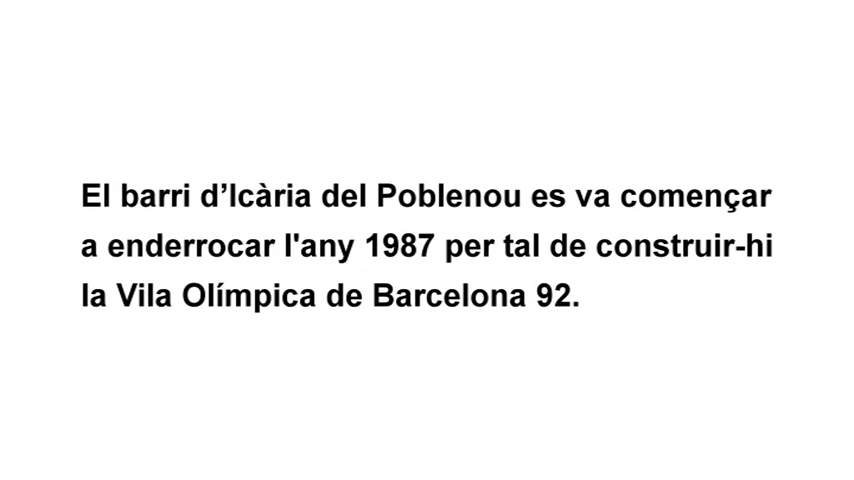 El barri d’Icària del Poblenou es va començar
a enderrocar l'any 1987 per tal de construir-hi
la Vila Olímpica de Barcelona 92.